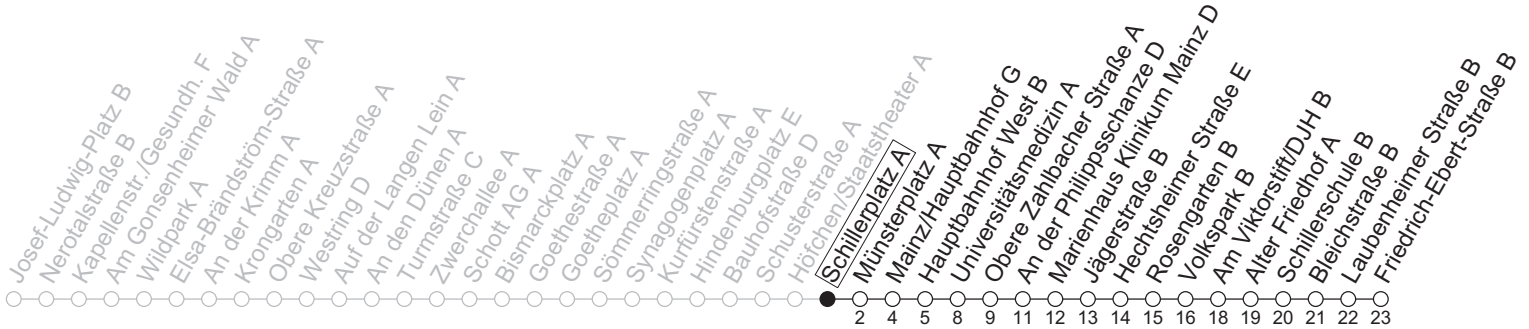 Josef-Ludwig-Platz B
Nerotalstraße B
Kapellenstr./Gesundh. F
Am Gonsenheimer Wald A
Wildpark A
Elsa-Brändström-Straße A
An der Krimm A
Krongarten A
Obere Kreuzstraße A
Westring D
Auf der Langen Lein A
An den Dünen A
Turmstraße C
Zwerchallee A
Schott AG A
Bismarckplatz A
Goethestraße A
Goetheplatz A
Sömmerringstraße A
Synagogenplatz A
Kurfürstenstraße A
Hindenburgplatz E
Bauhofstraße D
Schusterstraße A
Höfchen/Staatstheater A
Schillerplatz A
Münsterplatz A
Mainz/Hauptbahnhof G
Hauptbahnhof West B
Universitätsmedizin A
Obere Zahlbacher Straße A
An der Philippsschanze D
Marienhaus Klinikum Mainz D
Jägerstraße B
Hechtsheimer Straße E
Rosengarten B
Volkspark B
Am Viktorstift/DJH B
Alter Friedhof A
Schillerschule B
Bleichstraße B
Laubenheimer Straße B
Friedrich-Ebert-Straße B
2 4 5 8 9 11 12 13 14 15 16 18 19 20 21 22 23